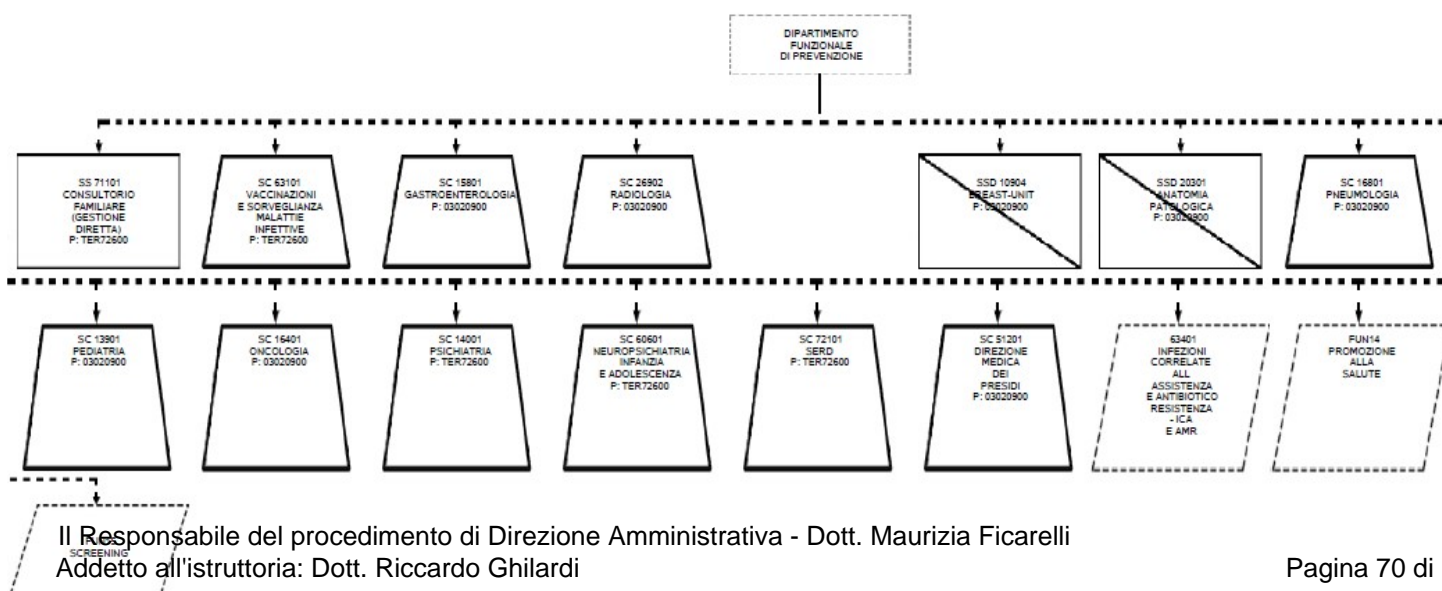 DIPARTIMENTO
FUNZIONALE
DI PREVENZIONE
SS 71101
CONSULTORIO
FAMILIARE
(GESTIONE
DIRETTA)
P: TER72600
SC 63101
VACCINAZIONI
E SORVEGLIANZA
MALATTIE
INFETTIVE
P: TER72600
SC 15801
GASTROENTEROLOGIA
P: 03020900
SC 26902
RADIOLOGIA
P: 03020900
SSD 10904
BREAST-UNIT
P: 03020900
SSD 20301
ANATOMIA
PATOLOGICA
P: 03020900
SC 16801
PNEUMOLOGIA
P: 03020900
SC 13901
PEDIATRIA
P: 03020900
SC 16401
ONCOLOGIA
P: 03020900
SC 14001
PSICHIATRIA
P: TER72600
SC 60601
NEUROPSICHIATRIA
INFANZIA
E ADOLESCENZA
P: TER72600
SC 72101
SERD
P: TER72600
SC 51201
DIREZIONE
MEDICA
DEI
PRESIDI
P: 03020900
63401
INFEZIONI
CORRELATE
ALL
ASSISTENZA
E ANTIBIOTICO
RESISTENZA
- ICA
E AMR
FUN14
PROMOZIONE
ALLA
SALUTE
SCREENING
Il Responsabile del procedimento di Direzione Amministrativa - Dott. Maurizia Ficarelli
Addetto all'istruttoria: Dott. Riccardo Ghilardi
Pagina 70 di